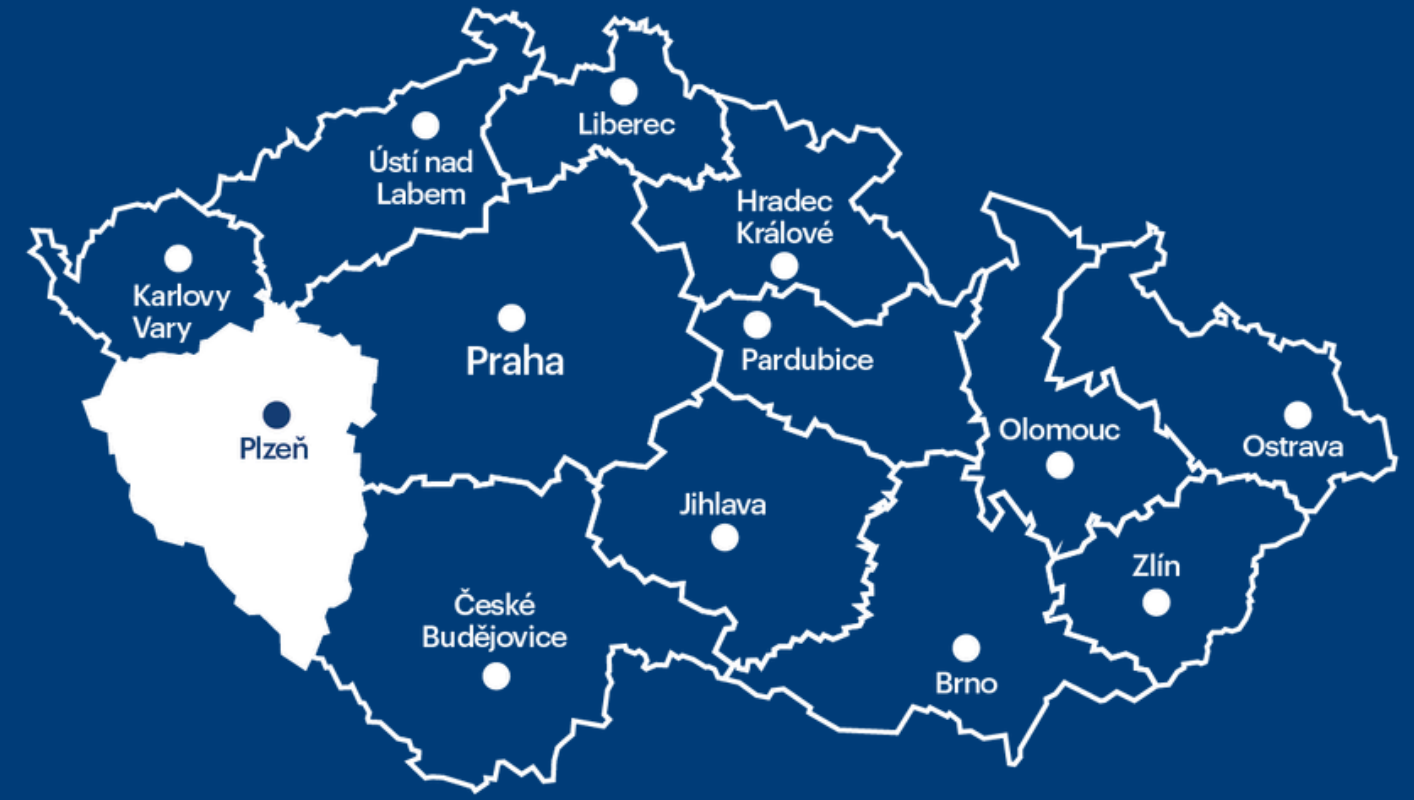 Liberec
Ústí nad
Labem
Hradec
Králové
Karlovy
Vary
Praha
Pardubice
Plzeň
Olomouc
Ostrava
Jihlava
Zlín
České
Budějovice
Brno